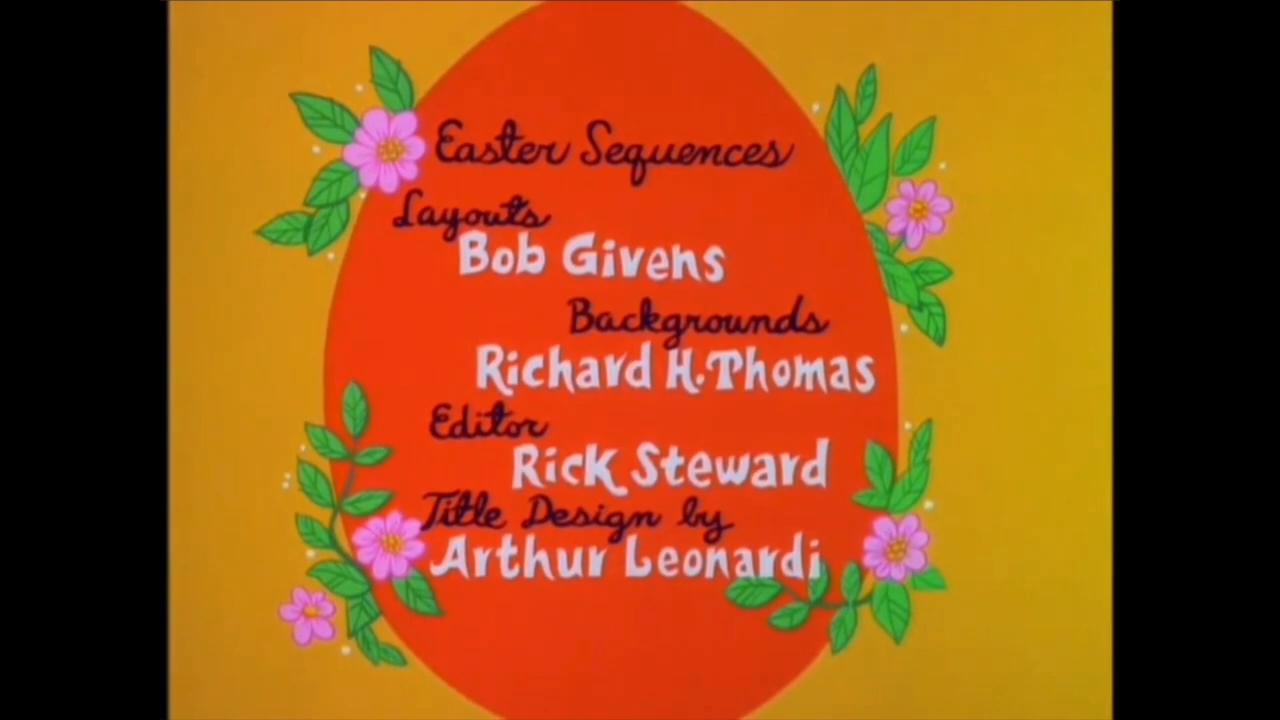 Easter Sequences
Layouts
Bob Givens
Backgrounds
Richard H. Thomas
Editor
Rick Steward
Title Design by
Arthur Leonardi